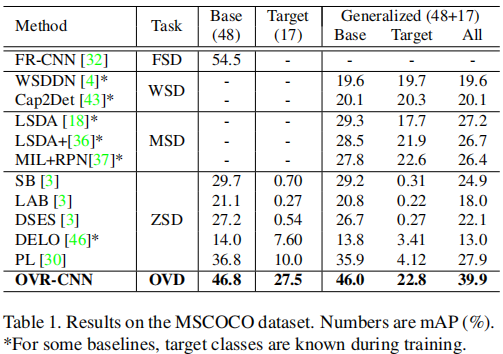 Method Task Base Target Generalized (48+17)
(48) (17) Base Target All
FR-CNN [32] FSD 54.5 - - - -
WSDDN [4]* WSD - - 19.6 19.7 19.6
Cap2Det [43]* - - 20.1 20.3 20.1
LSDA [18]* MSD - - 29.3 17.7 27.2
LSDA+[36]* - - 28.5 21.9 26.7
MIL+RPN[37]* - - 27.8 22.6 26.4
SB [3] ZSD 29.7 0.70 29.2 0.31 24.9
LAB [3] 21.1 0.27 20.8 0.22 18.0
DSES [3] 27.2 0.54 26.7 0.27 22.1
DELO [46]* 14.0 7.60 13.8 3.41 13.0
PL [30] 36.8 10.0 35.9 4.12 27.9
OVR-CNN OVD 46.8 27.5 46.0 22.8 39.9
Table 1. Results on the MSCOCO dataset. Numbers are mAP (%).
*For some baselines, target classes are known during training.